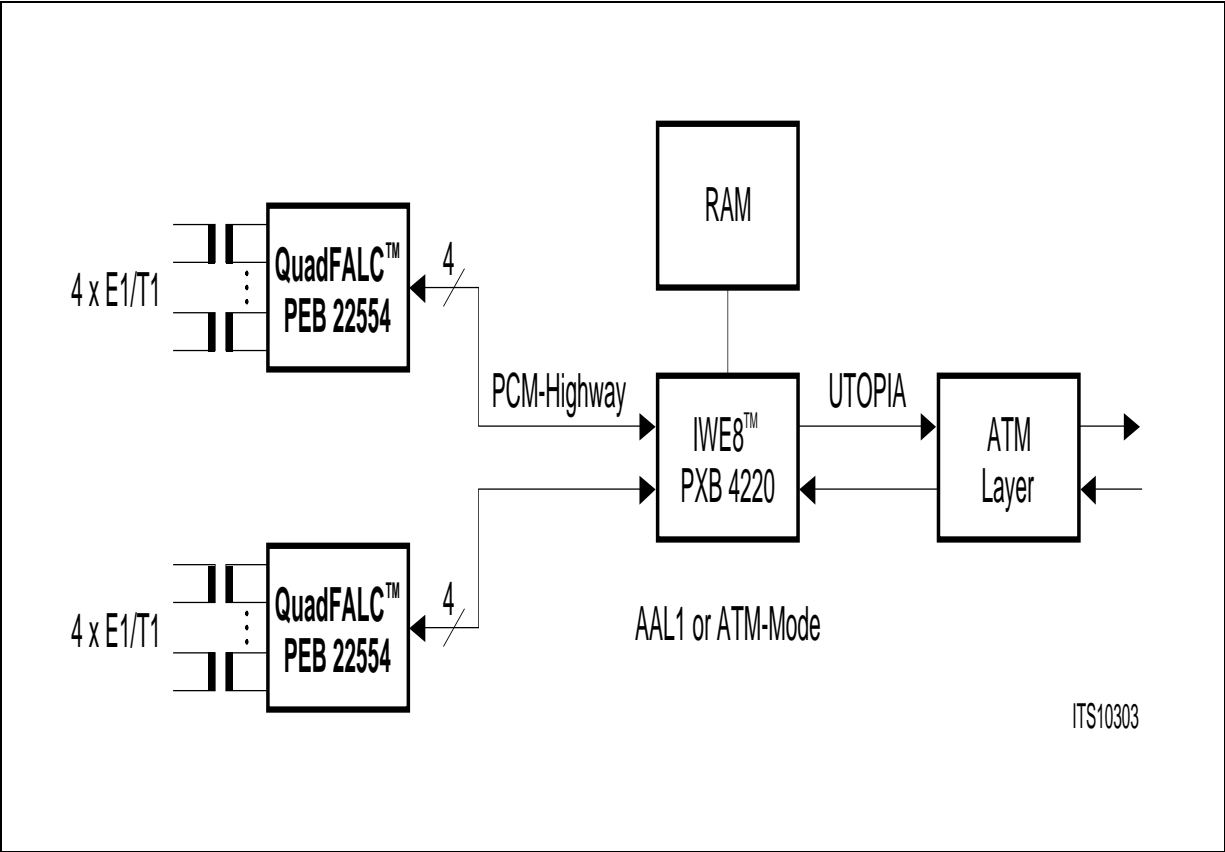 RAM
4 x E1/T1
QuadFALC™
PEB 22554
4
PCM-Highway
IWE8™
PXB 4220
UTOPIA
ATM
Layer
4 x E1/T1
QuadFALC™
PEB 22554
4
AAL1 or ATM-Mode
ITS10303